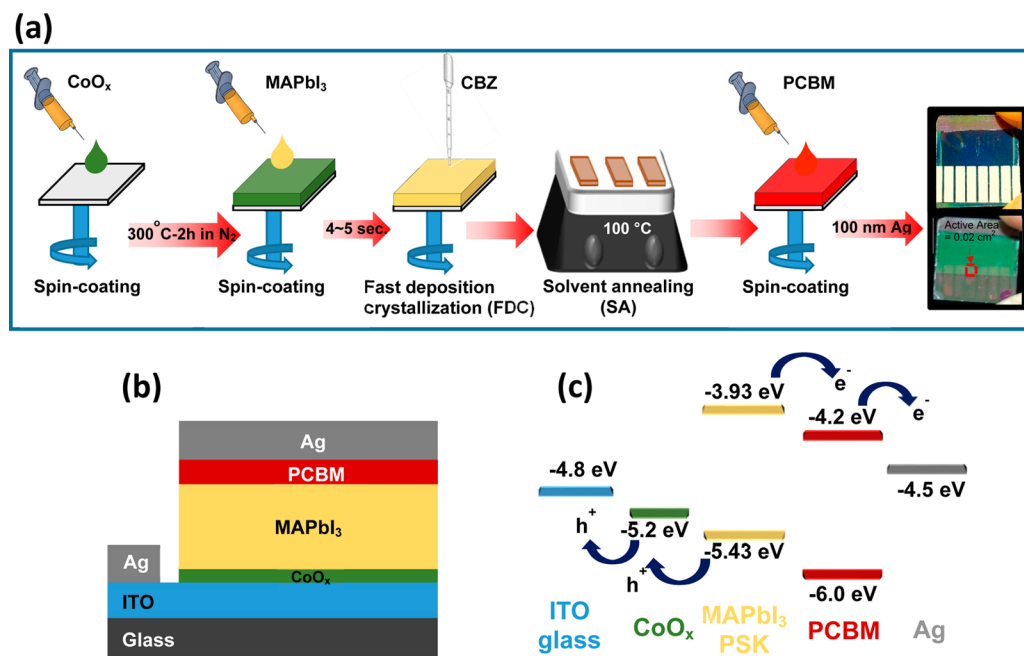 (a)
CoOₓ
MAPbI₃
CBZ
PCBM
300°C-2h in N₂
4~5 sec.
100 °C
100 nm Ag
Active Area
= 0.02 cm²
Spin-coating
Spin-coating
Fast deposition
crystallization (FDC)
Solvent annealing
(SA)
Spin-coating
(b)
Ag
PCBM
MAPbI₃
Ag
CoOₓ
ITO
Glass
(c)
-3.93 eV
e⁻
-4.2 eV
e⁻
-4.8 eV
-4.5 eV
h⁺
-5.2 eV
h⁺
-5.43 eV
-6.0 eV
ITO
glass
CoOₓ
MAPbI₃
PSK
PCBM
Ag